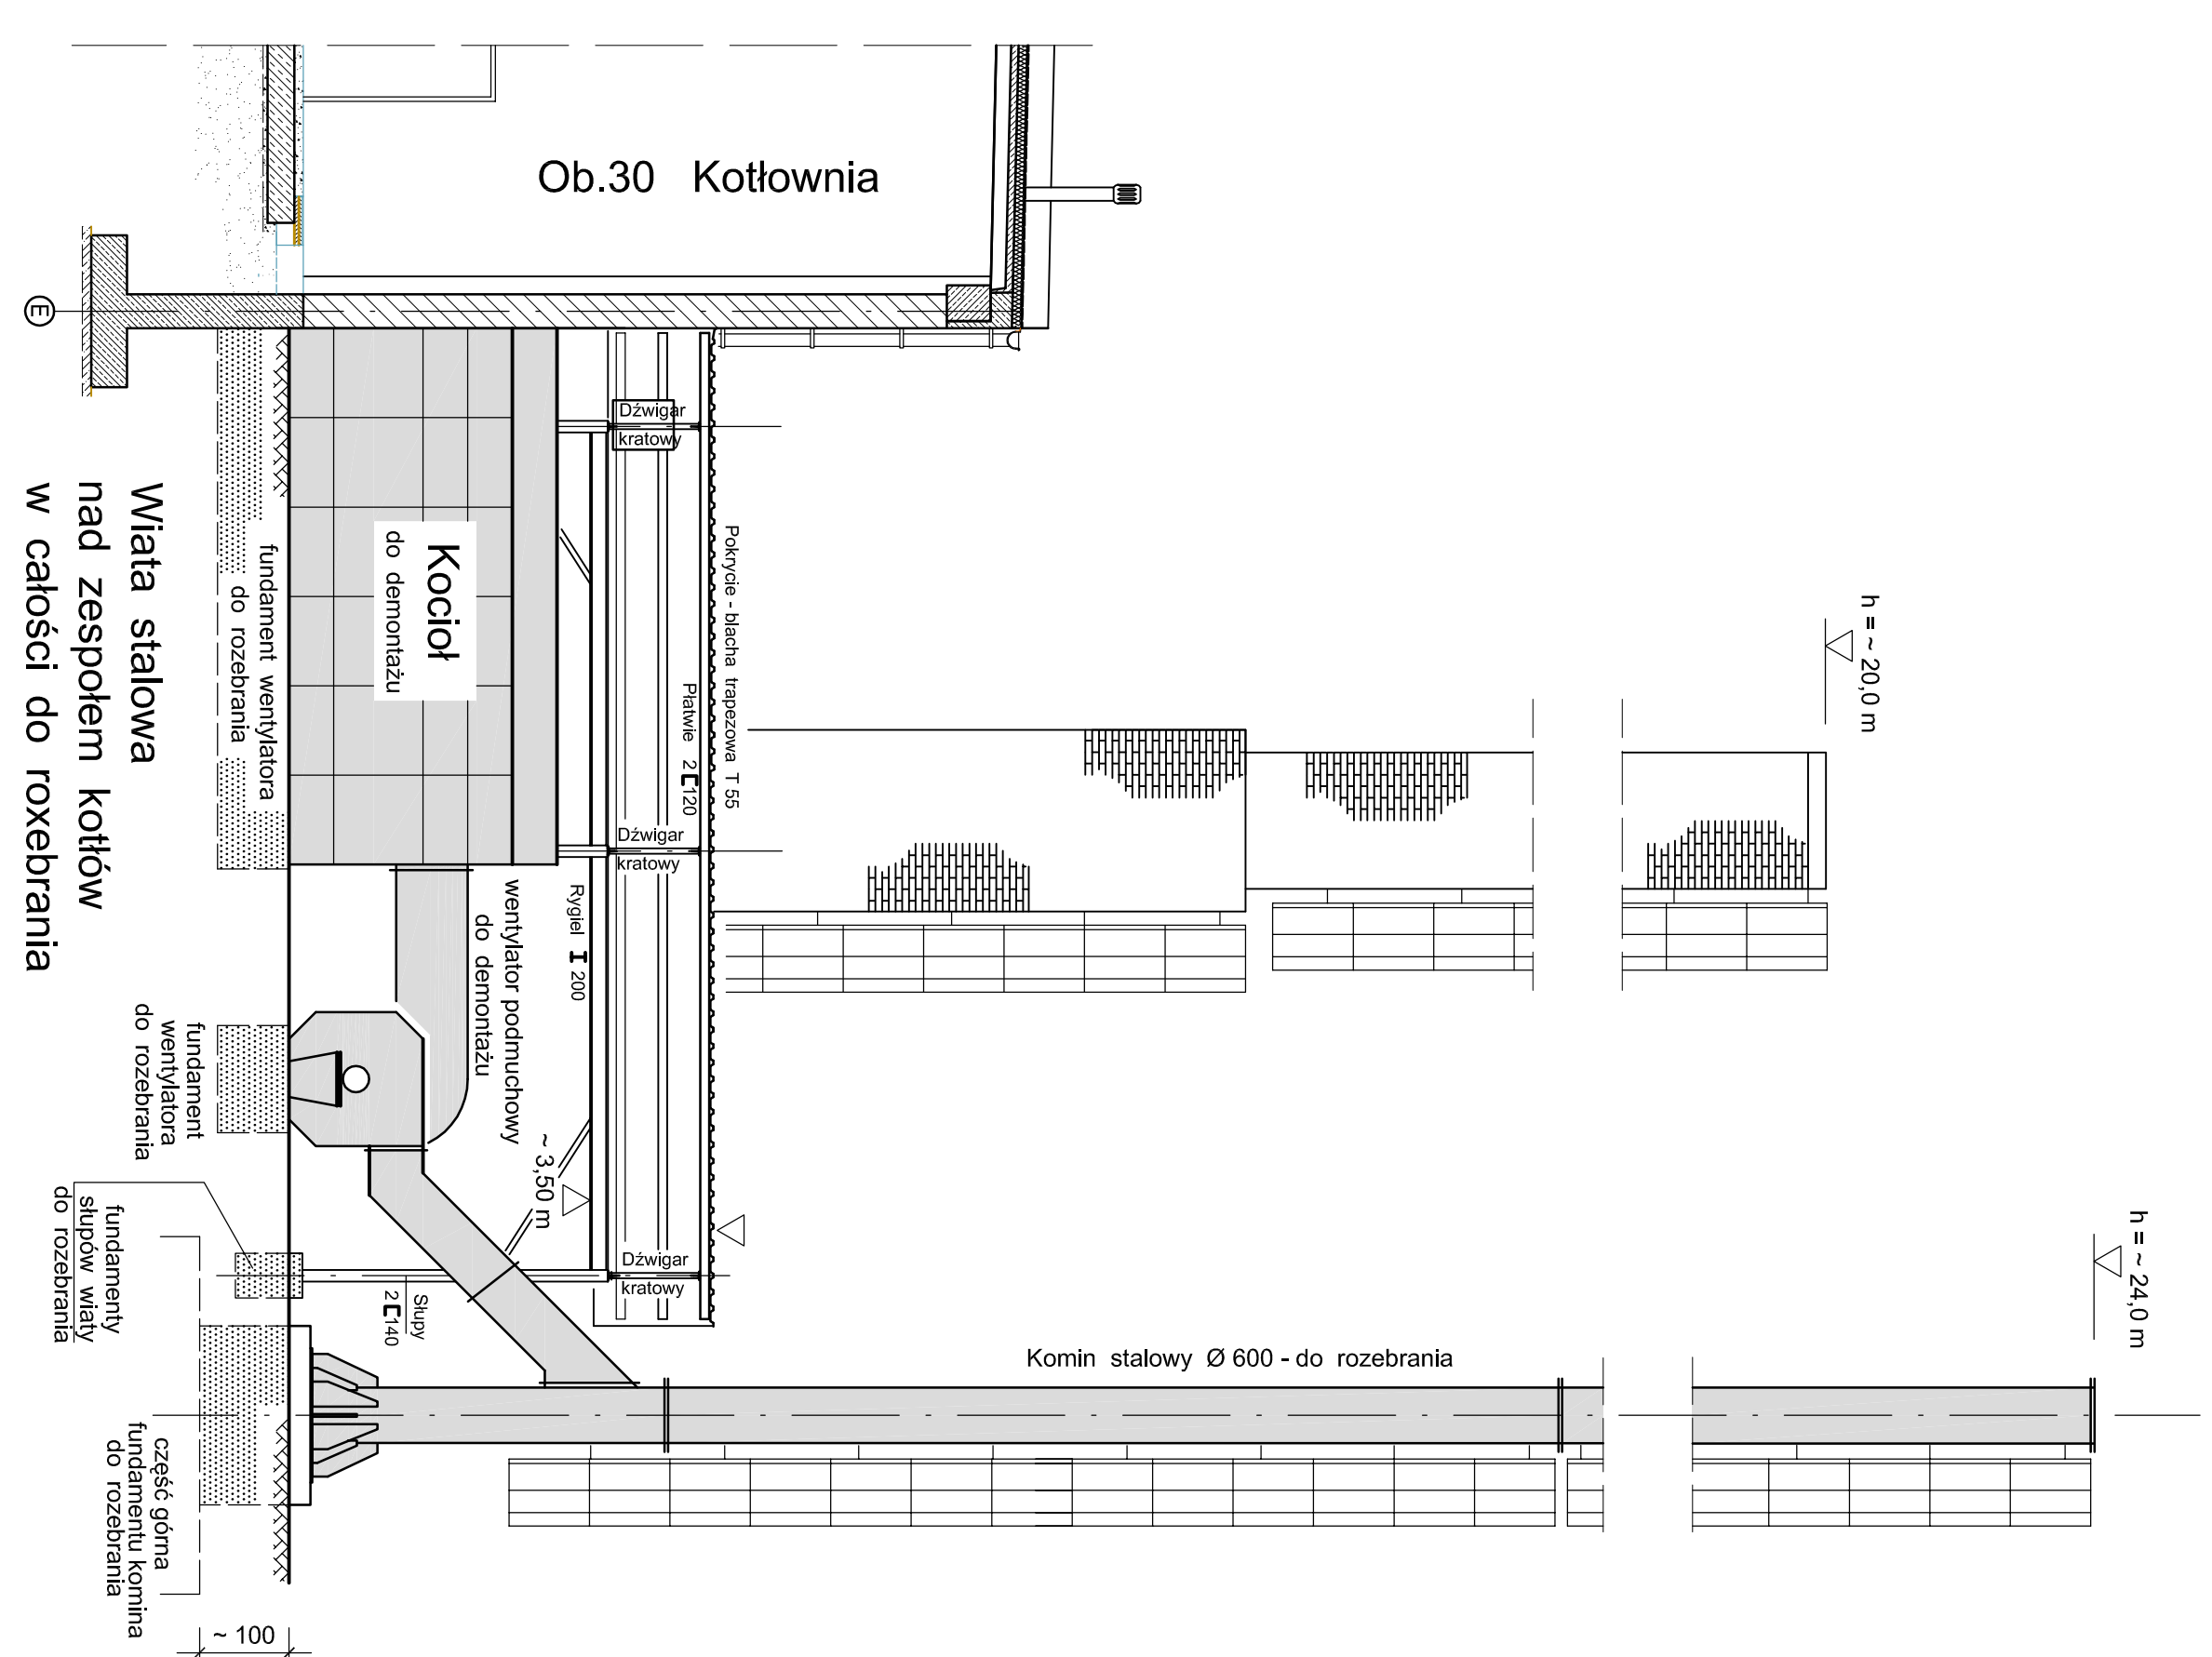 Ob.30 Kotłownia
E
Wiata stalowa
nad zespołem kotłów
w całości do roxebrania
fundament wentylatora
do rozebrania
Kocioł
do demontażu
Dźwigar
kratowy
Pokrycie - blacha trapezowa T 55
Płatwie 2 120
Dźwigar
kratowy
Rygiel I 200
wentylator podmuchowy
do demontażu
~ 3,50 m
Dźwigar
kratowy
Słupy
2 140
fundament
wentylatora
do rozebrania
fundamenty
słupów wiaty
do rozebrania
część górna
fundamentu komina
do rozebrania
~ 100
Komin stalowy Ø 600 - do rozebrania
h = ~ 20,0 m
h = ~ 24,0 m